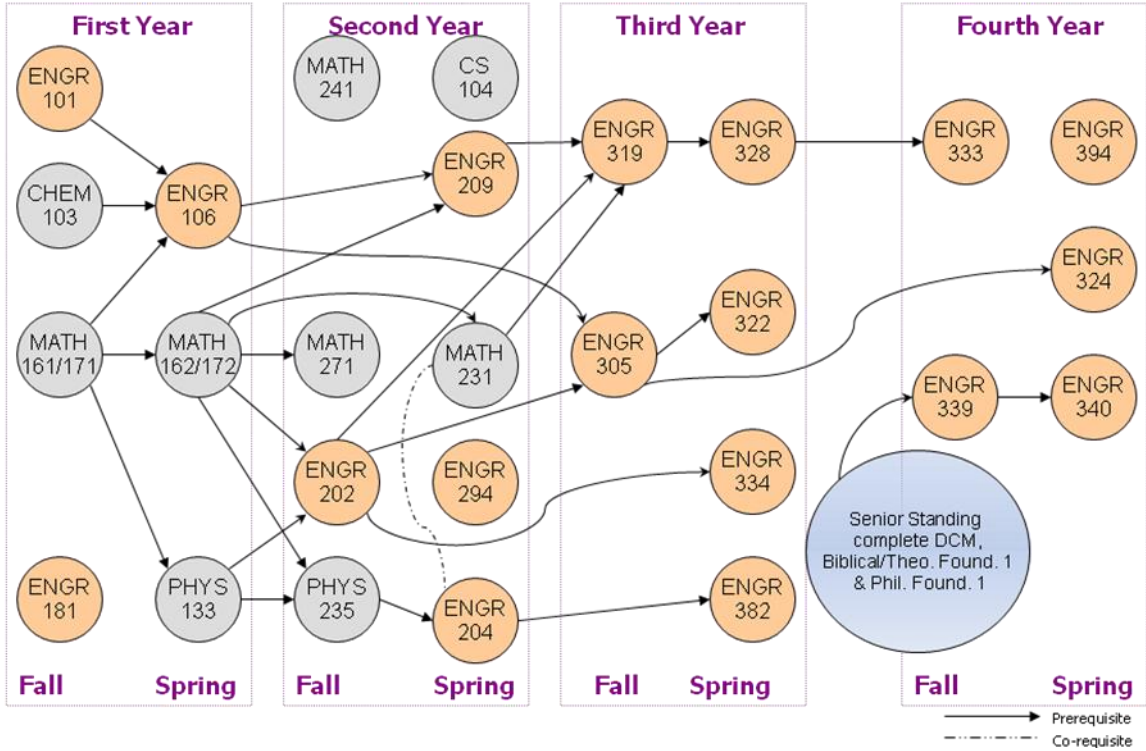 First Year
Second Year
Third Year
Fourth Year
ENGR
101
CHEM
103
ENGR
106
MATH
161/171
MATH
162/172
ENGR
181
PHYS
133
MATH
241
CS
104
ENGR
209
MATH
271
MATH
231
ENGR
202
ENGR
294
PHYS
235
ENGR
204
ENGR
319
ENGR
328
ENGR
305
ENGR
322
ENGR
334
ENGR
382
ENGR
333
ENGR
394
ENGR
324
ENGR
339
ENGR
340
Senior Standing
complete DCM,
Biblical/Theo. Found. 1
& Phil. Found. 1
Fall
Spring
Fall
Spring
Fall
Spring
Fall
Spring
Prerequisite
Co-requisite